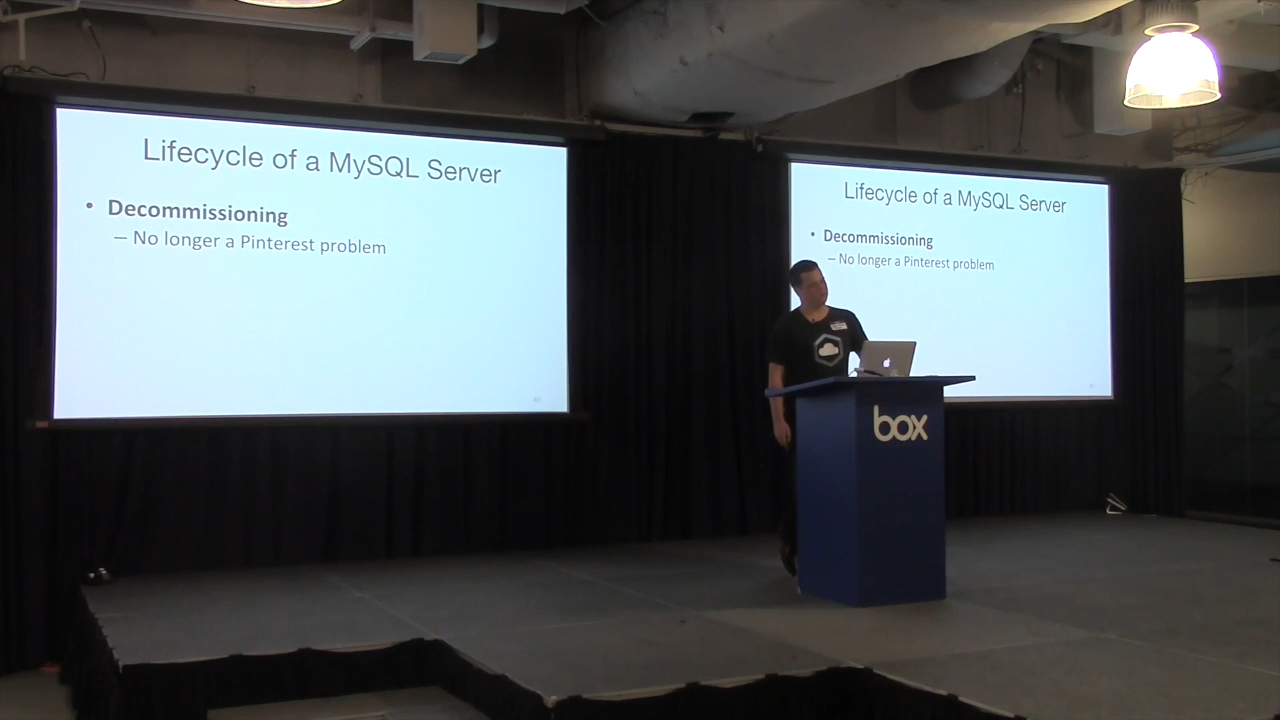 Lifecycle of a MySQL Server
• Decommissioning
– No longer a Pinterest problem
Lifecycle of a MySQL Server
• Decommissioning
– No longer a Pinterest problem
box